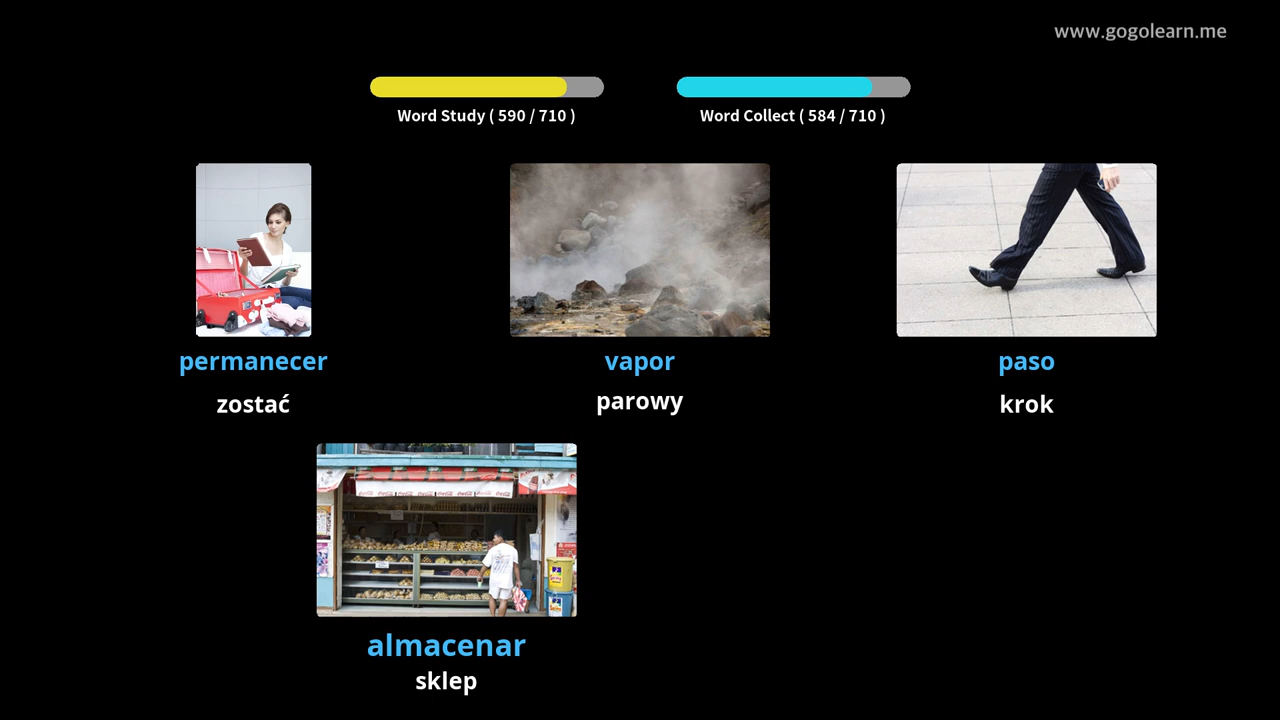 www.gogolearn.me
Word Study ( 590 / 710 )
Word Collect ( 584 / 710 )
permanecer
vapor
paso
zostać
parowy
krok
almacenar
sklep